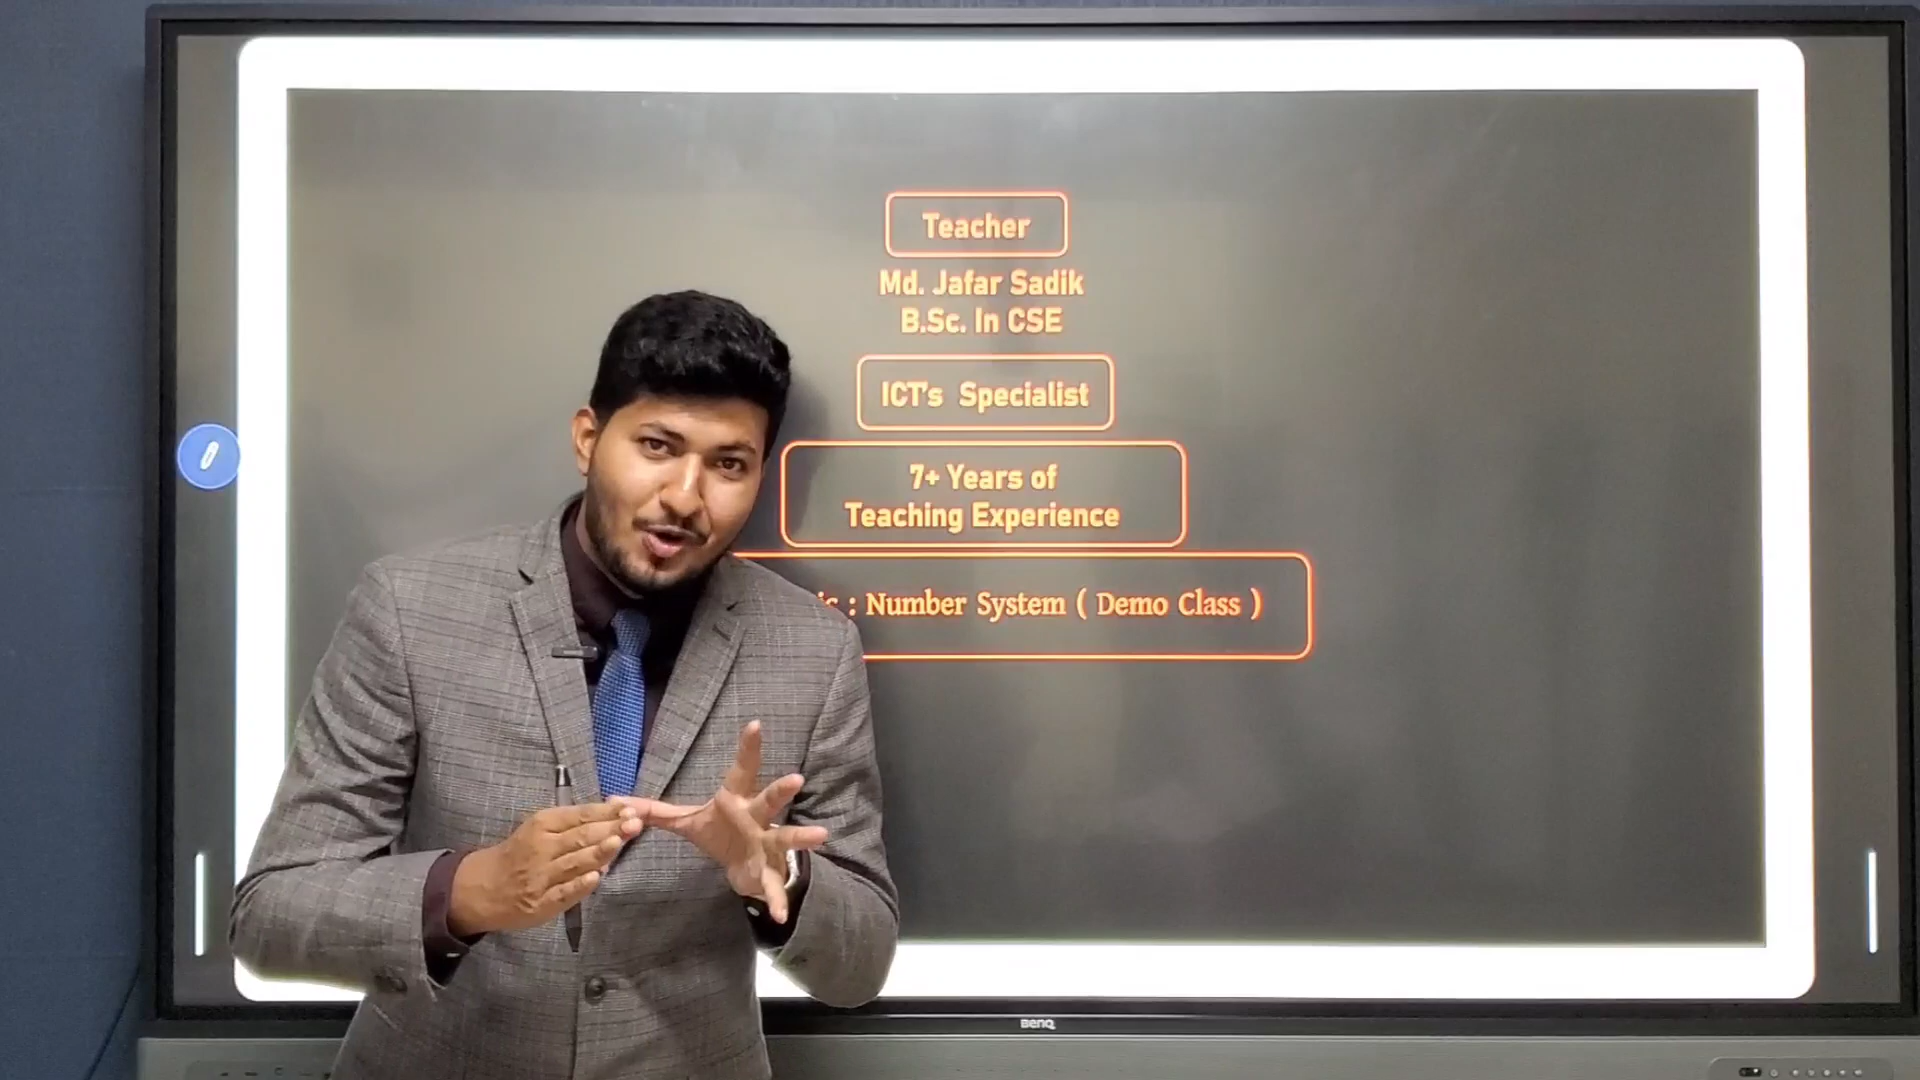 Teacher
Md. Jafar Sadik
B.Sc. In CSE
ICT's Specialist
7+ Years of
Teaching Experience
: Number System ( Demo Class )
BenQ